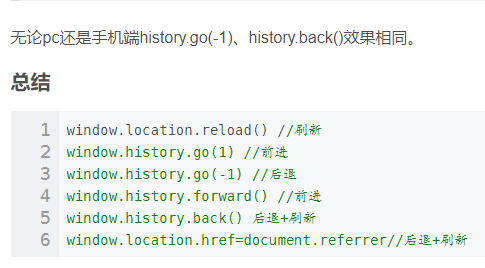 无论pc还是手机端history.go(-1)、history.back()效果相同。
总结
1 window.location.reload() //刷新
2 window.history.go(1) //前进
3 window.history.go(-1) //后退
4 window.history.forward() //前进
5 window.history.back() 后退+刷新
6 window.location.href=document.referrer//后退+刷新